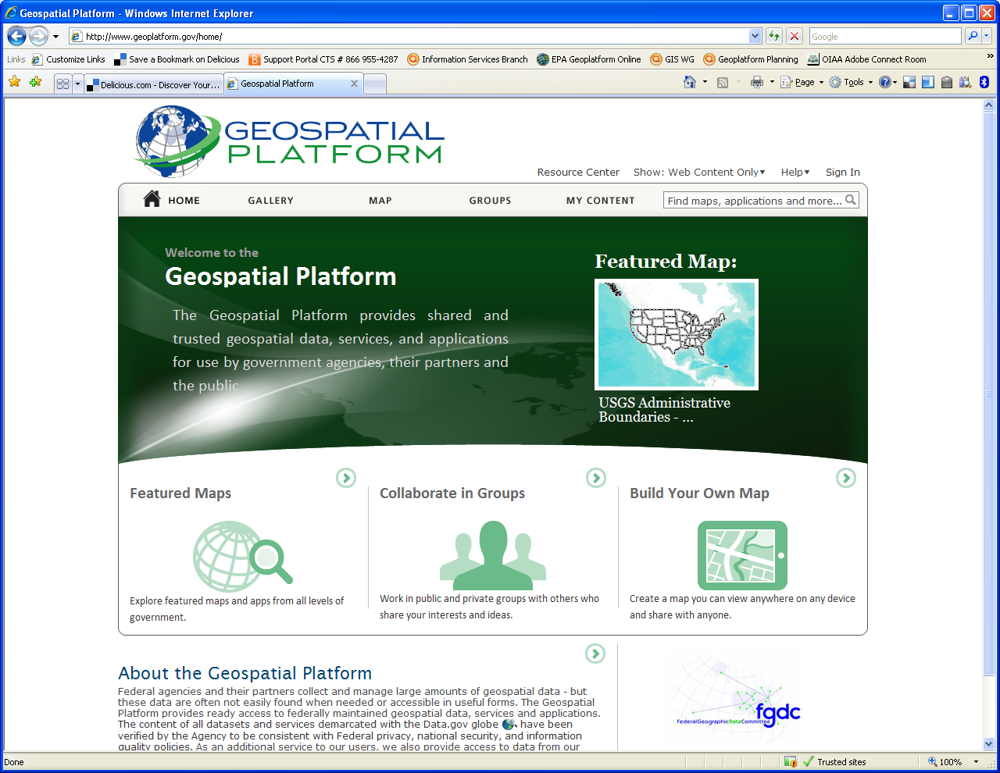 Geospatial Platform - Windows Internet Explorer
http://www.geoplatform.gov/home/
Google
Links Customize Links Save a Bookmark on Delicious Support Portal CTS # 866 955-4287 Information Services Branch EPA Geoplatform Online GIS WG Geoplatform Planning OIAA Adobe Connect Room »
Delicious.com - Discover Your... Geospatial Platform Page Tools
GEOSPATIAL
PLATFORM
Resource Center Show: Web Content Only Help Sign In
HOME GALLERY MAP GROUPS MY CONTENT Find maps, applications and more...
Welcome to the
Geospatial Platform
The Geospatial Platform provides shared and
trusted geospatial data, services, and applications
for use by government agencies, their partners and
the public
Featured Map:
USGS Administrative
Boundaries - ...
Featured Maps
Explore featured maps and apps from all levels of
government.
Collaborate in Groups
Work in public and private groups with others who
share your interests and ideas.
Build Your Own Map
Create a map you can view anywhere on any device
and share with anyone.
About the Geospatial Platform
Federal agencies and their partners collect and manage large amounts of geospatial data - but
these data are often not easily found when needed or accessible in useful forms. The Geospatial
Platform provides ready access to federally maintained geospatial data, services and applications.
The content of all datasets and services demarcated with the Data.gov globe have been
verified by the Agency to be consistent with Federal privacy, national security, and information
quality policies. As an additional service to our users, we also provide access to data from our
fgdc
FederalGeographicDataCommittee
Done Trusted sites 100%